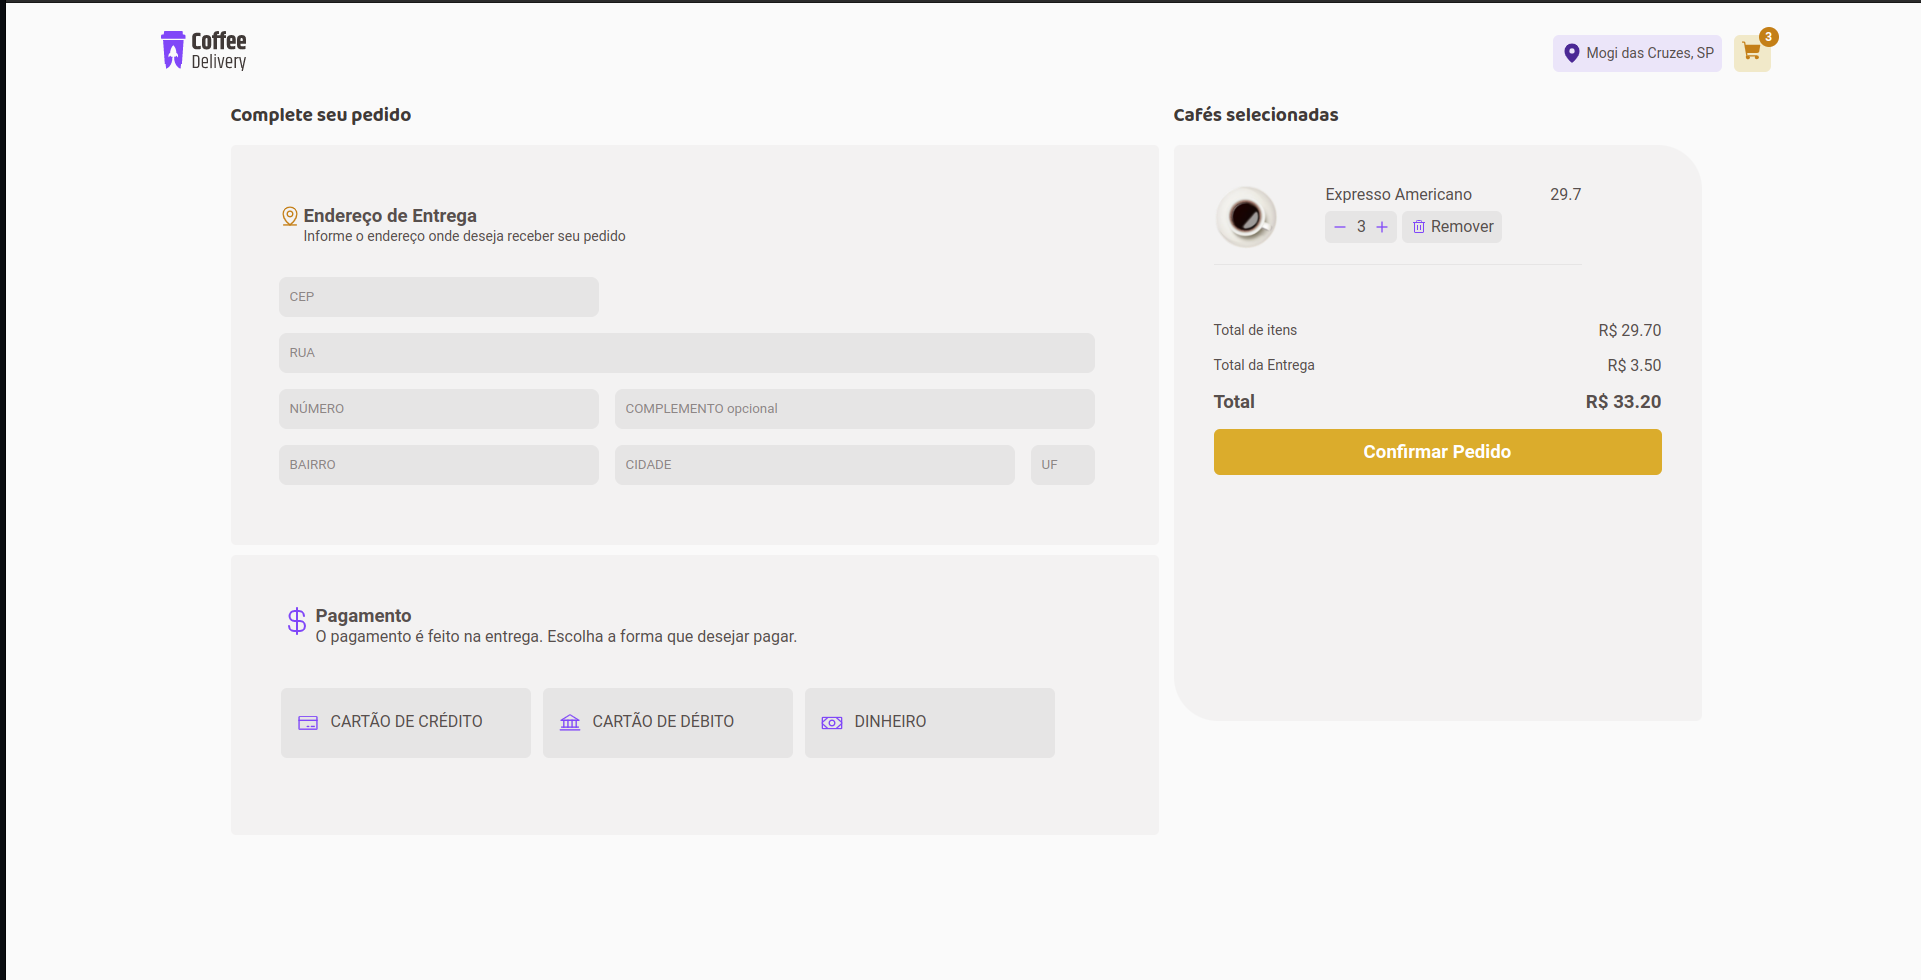 Coffee
Delivery
Mogi das Cruzes, SP
3
Complete seu pedido
Endereço de Entrega
Informe o endereço onde deseja receber seu pedido
CEP
RUA
NÚMERO
COMPLEMENTO opcional
BAIRRO
CIDADE
UF
Pagamento
O pagamento é feito na entrega. Escolha a forma que desejar pagar.
CARTÃO DE CRÉDITO
CARTÃO DE DÉBITO
DINHEIRO
Cafés selecionadas
Expresso Americano
29.7
3
Remover
Total de itens
R$ 29.70
Total da Entrega
R$ 3.50
Total
R$ 33.20
Confirmar Pedido